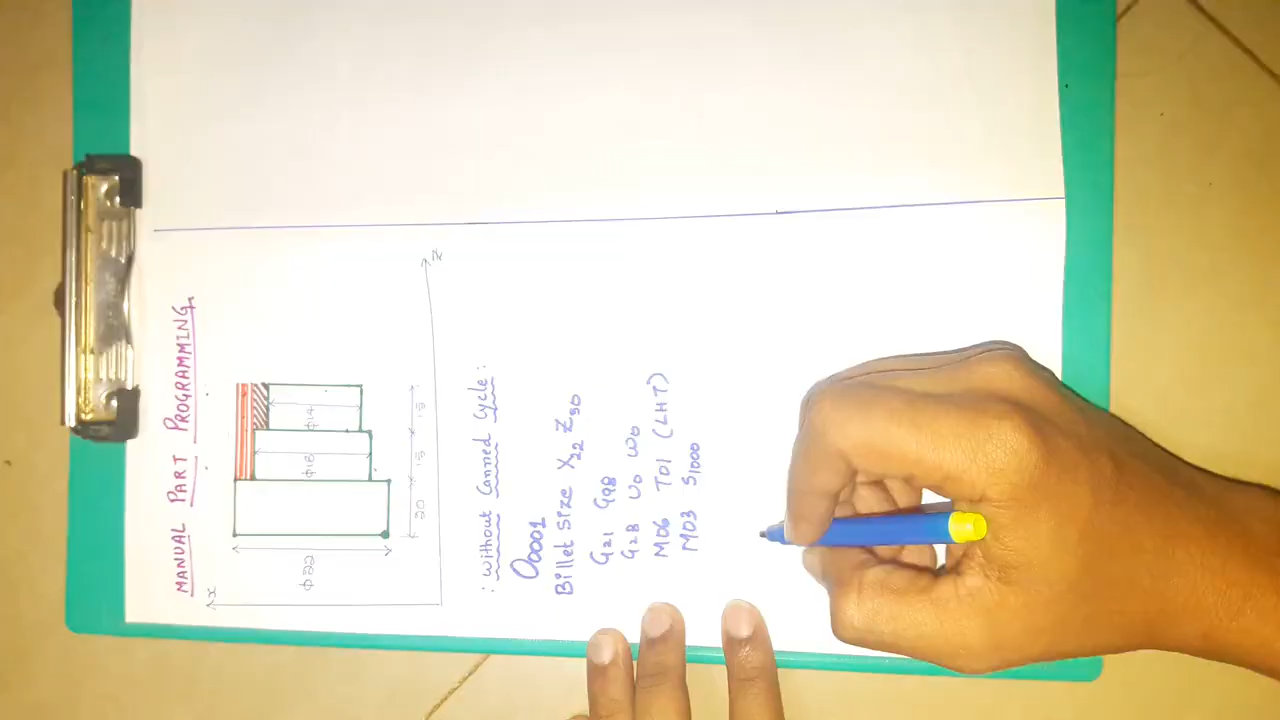 MANUAL PART PROGRAMMING
x
z
φ22
φ18
φ14
20
15
15
: without Canned Cycle :
O0001
Billet size X22 Z50
G21 G98
G28 U0 W0
M06 T01 (LHT)
M03 S1000